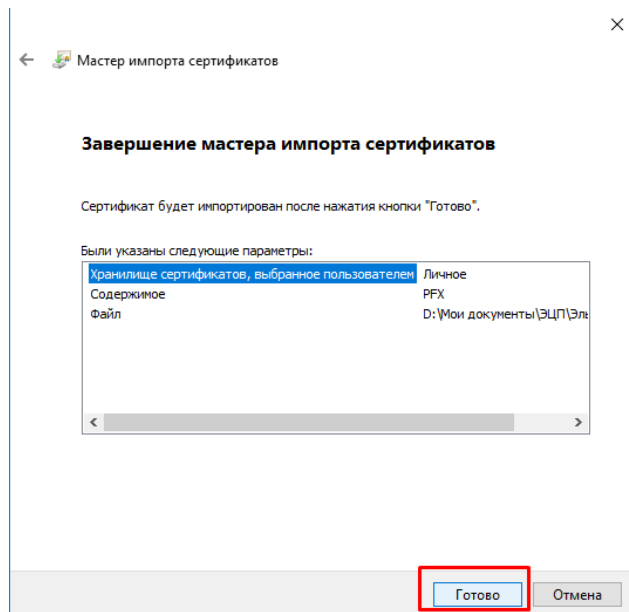 Мастер импорта сертификатов
Завершение мастера импорта сертификатов
Сертификат будет импортирован после нажатия кнопки "Готово".
Были указаны следующие параметры:
Хранилище сертификатов, выбранное пользователем Личное
Содержимое PFX
Файл D:\Мои документы\ЭЦП\Эль
Готово Отмена